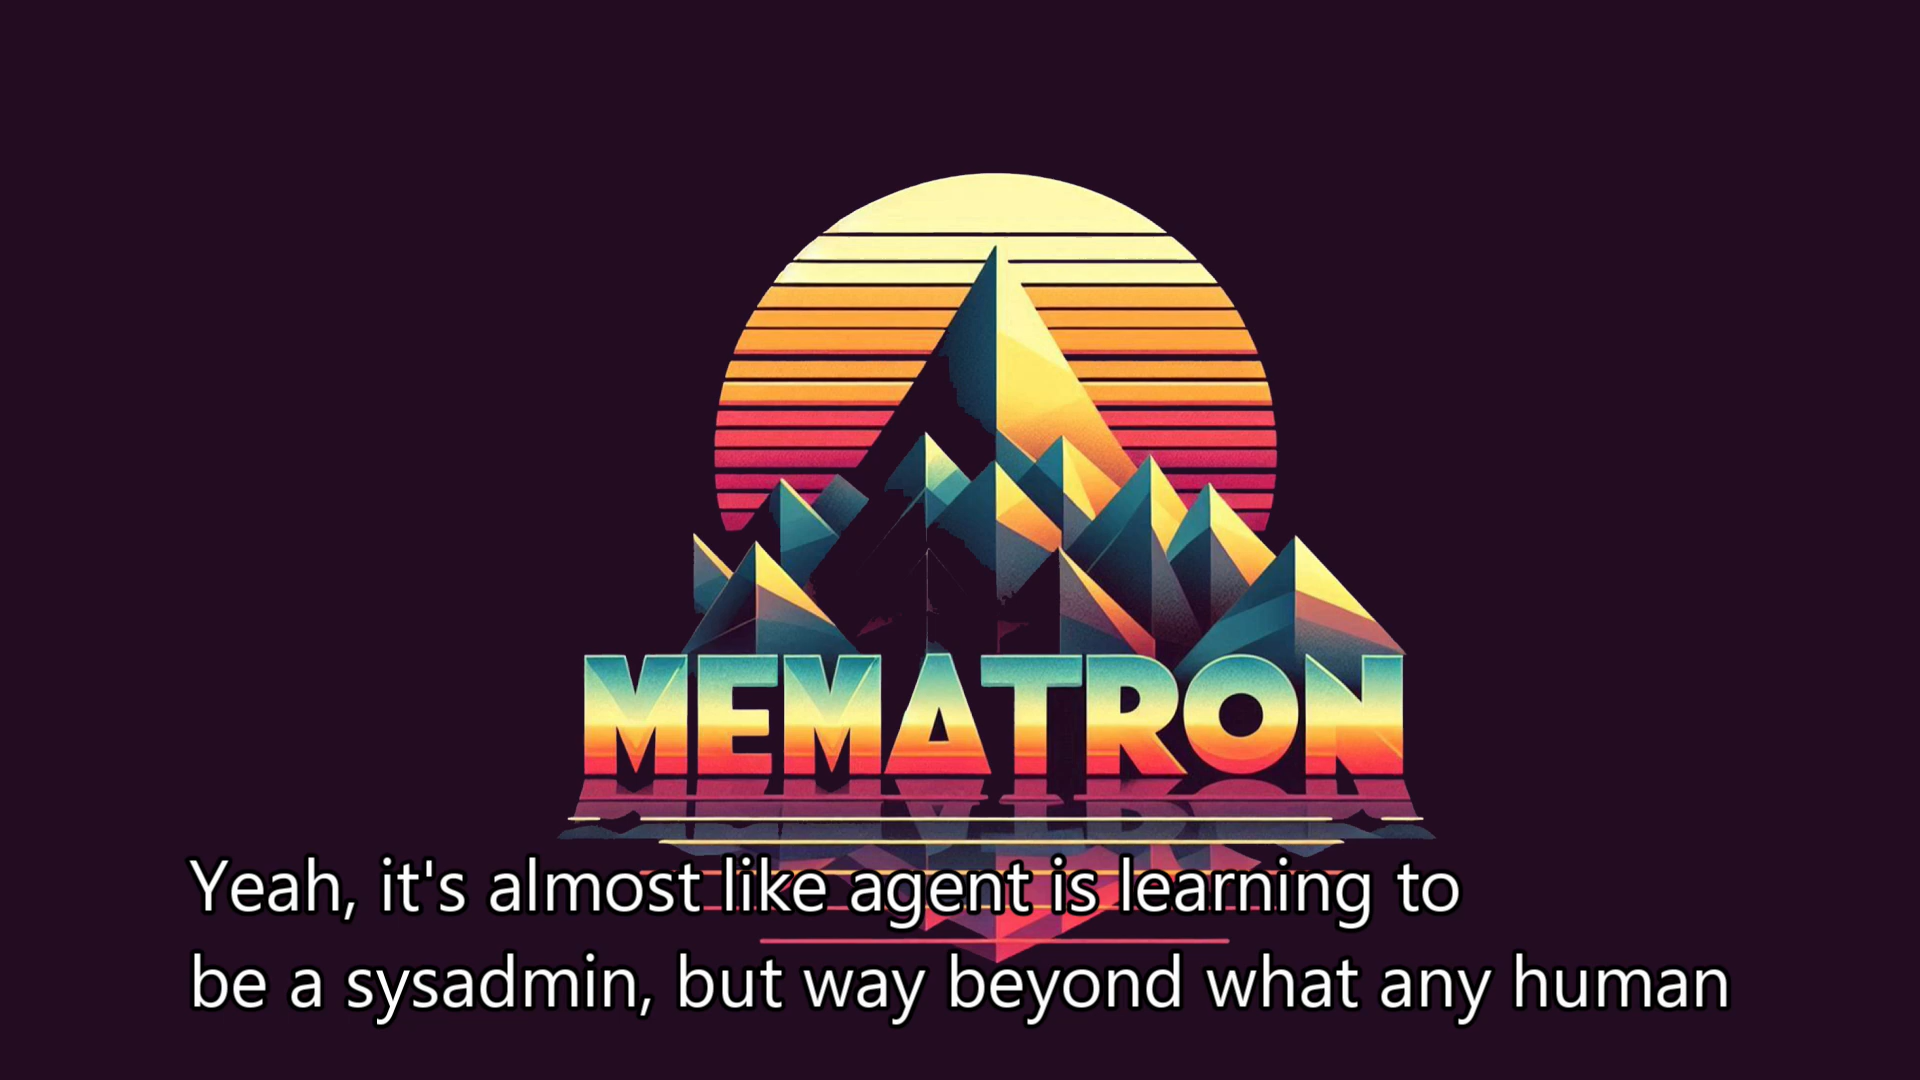 MEMATRON
Yeah, it's almost like agent is learning to
be a sysadmin, but way beyond what any human